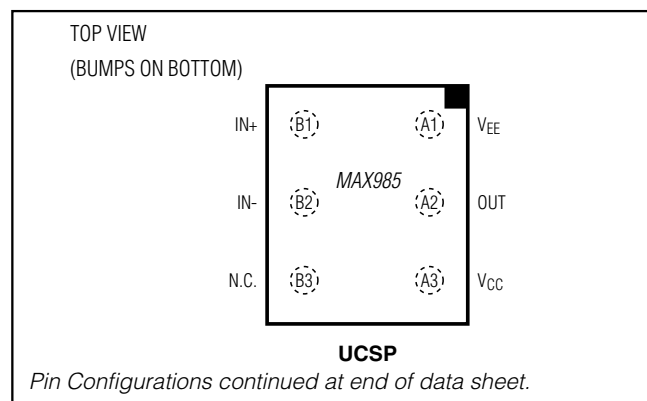 TOP VIEW
(BUMPS ON BOTTOM)
IN+ B1 A1 VEE
MAX985
IN- B2 A2 OUT
N.C. B3 A3 VCC
UCSP
Pin Configurations continued at end of data sheet.